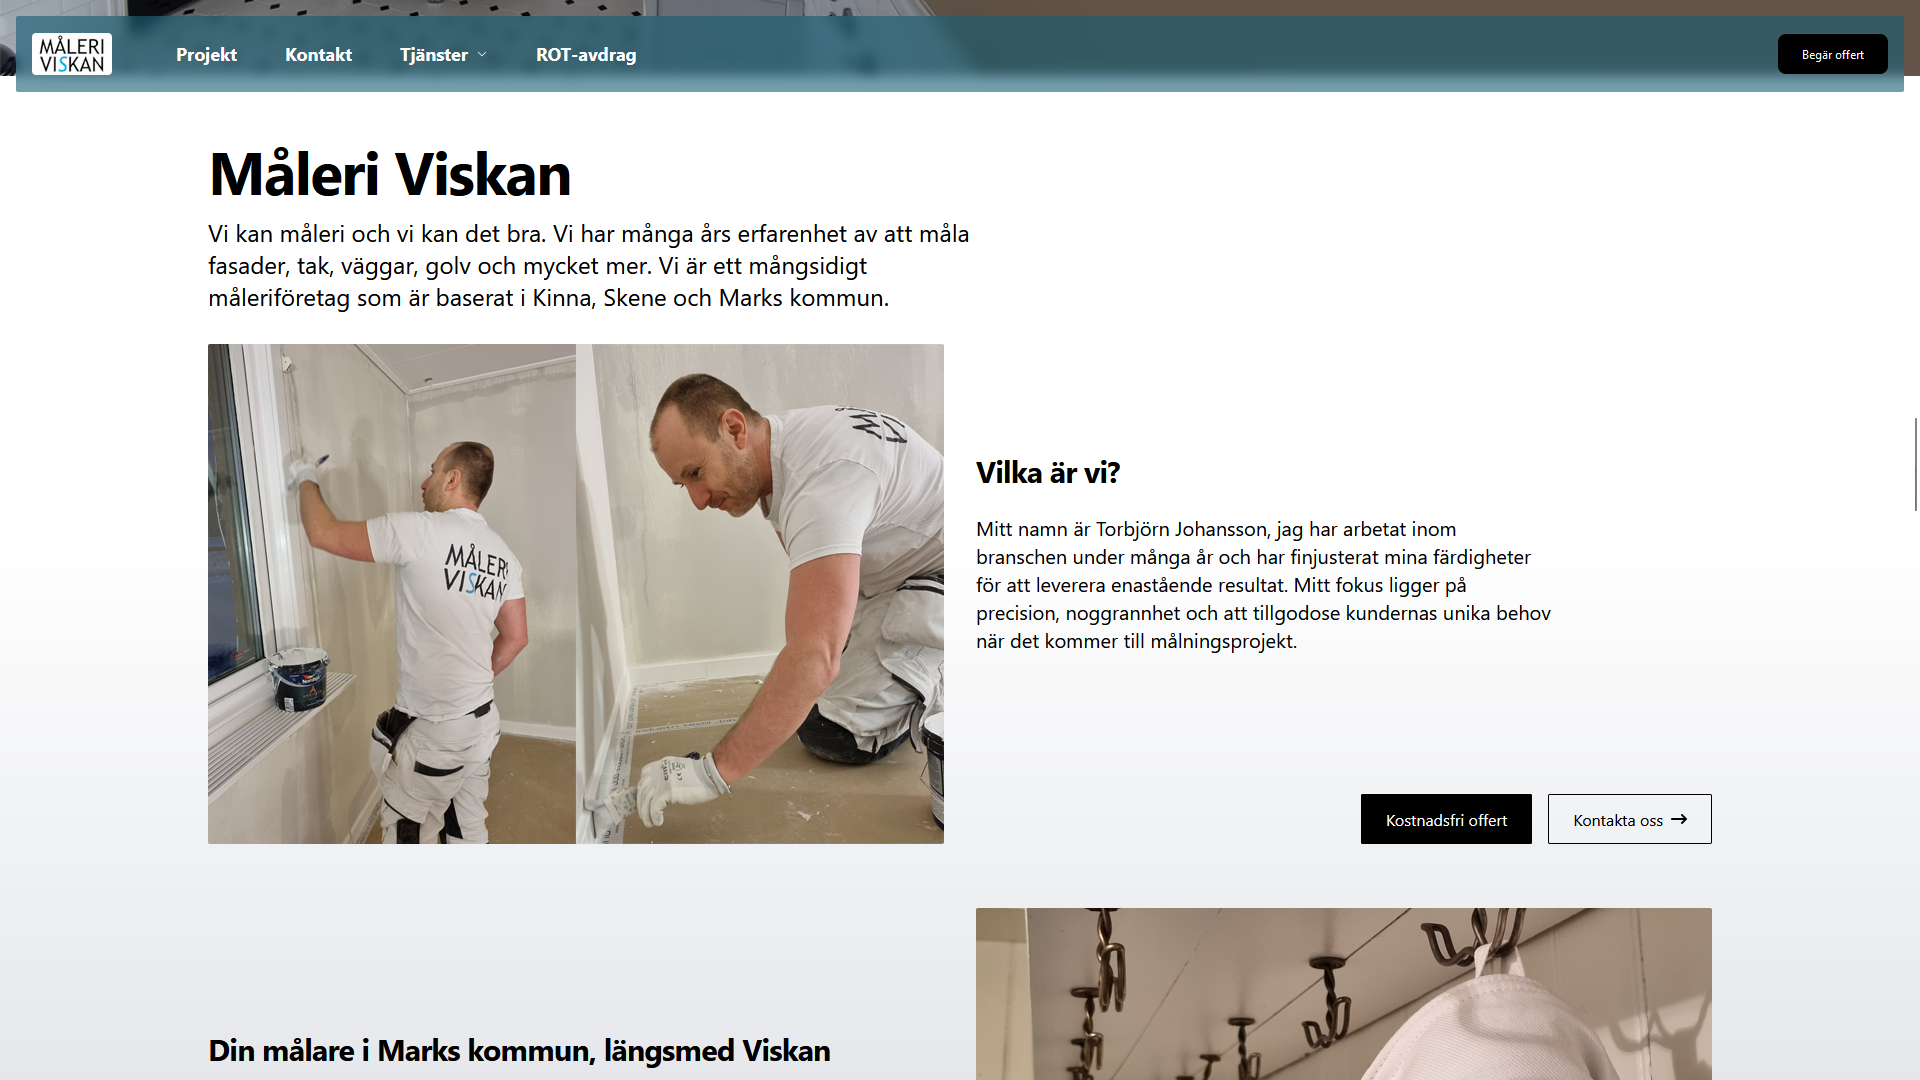 MÅLERI
VISKAN
Projekt
Kontakt
Tjänster
ROT-avdrag
Begär offert
Måleri Viskan
Vi kan måleri och vi kan det bra. Vi har många års erfarenhet av att måla
fasader, tak, väggar, golv och mycket mer. Vi är ett mångsidigt
måleriföretag som är baserat i Kinna, Skene och Marks kommun.
MÅLERI
VISKAN
Vilka är vi?
Mitt namn är Torbjörn Johansson, jag har arbetat inom
branschen under många år och har finjusterat mina färdigheter
för att leverera enastående resultat. Mitt fokus ligger på
precision, noggrannhet och att tillgodose kundernas unika behov
när det kommer till målningsprojekt.
Kostnadsfri offert
Kontakta oss →
Din målare i Marks kommun, längsmed Viskan